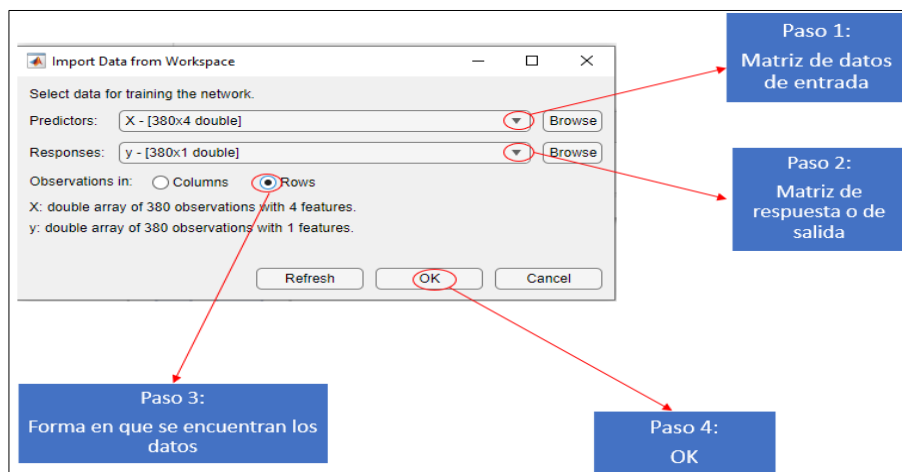 Paso 1:
Matriz de datos
de entrada
Import Data from Workspace
Select data for training the network.
Predictors: X - [380x4 double] Browse
Responses: y - [380x1 double] Browse
Observations in: Columns Rows
X: double array of 380 observations with 4 features.
y: double array of 380 observations with 1 features.
Refresh OK Cancel
Paso 2:
Matriz de
respuesta o de
salida
Paso 3:
Forma en que se encuentran los
datos
Paso 4:
OK